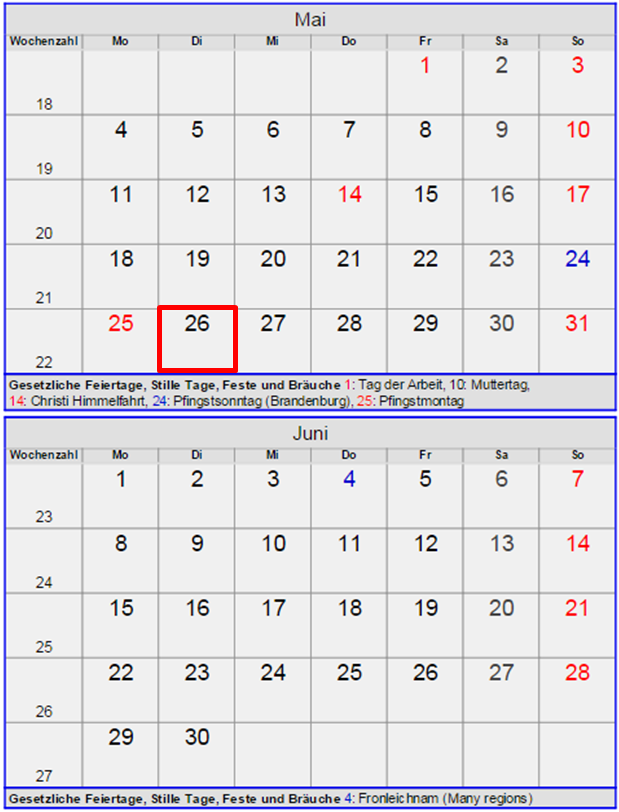 Mai
Wochenzahl Mo Di Mi Do Fr Sa So
1 2 3
18
4 5 6 7 8 9 10
19
11 12 13 14 15 16 17
20
18 19 20 21 22 23 24
21
25 26 27 28 29 30 31
22
Gesetzliche Feiertage, Stille Tage, Feste und Bräuche 1: Tag der Arbeit, 10: Muttertag,
14: Christi Himmelfahrt, 24: Pfingstsonntag (Brandenburg), 25: Pfingstmontag
Juni
Wochenzahl Mo Di Mi Do Fr Sa So
1 2 3 4 5 6 7
23
8 9 10 11 12 13 14
24
15 16 17 18 19 20 21
25
22 23 24 25 26 27 28
26
29 30
27
Gesetzliche Feiertage, Stille Tage, Feste und Bräuche 4: Fronleichnam (Many regions)